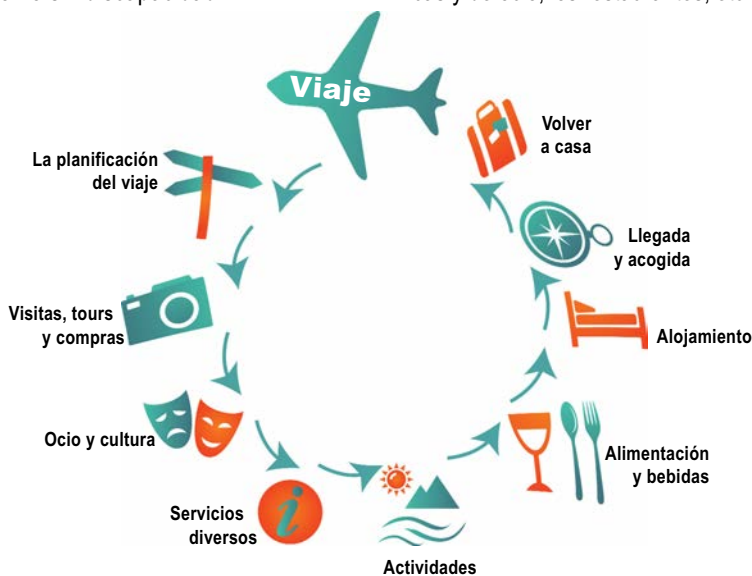 Viaje
La planificación
del viaje
Visitas, tours
y compras
Ocio y cultura
Servicios
diversos
Actividades
Alimentación
y bebidas
Alojamiento
Llegada
y acogida
Volver
a casa